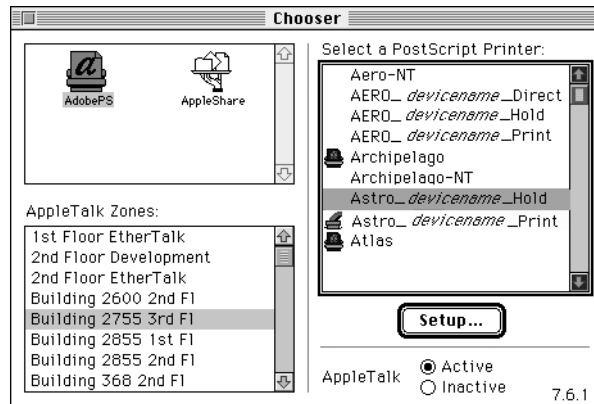 Chooser
AdobePS
AppleShare
AppleTalk Zones:
1st Floor EtherTalk
2nd Floor Development
2nd Floor EtherTalk
Building 2600 2nd Fl
Building 2755 3rd Fl
Building 2855 1st Fl
Building 2855 2nd Fl
Building 368 2nd Fl
Select a PostScript Printer:
Aero-NT
AERO_ devicename _Direct
AERO_ devicename _Hold
AERO_ devicename _Print
Archipelago
Archipelago-NT
Astro_ devicename _Hold
Astro_ devicename _Print
Atlas
Setup...
AppleTalk
Active
Inactive
7.6.1